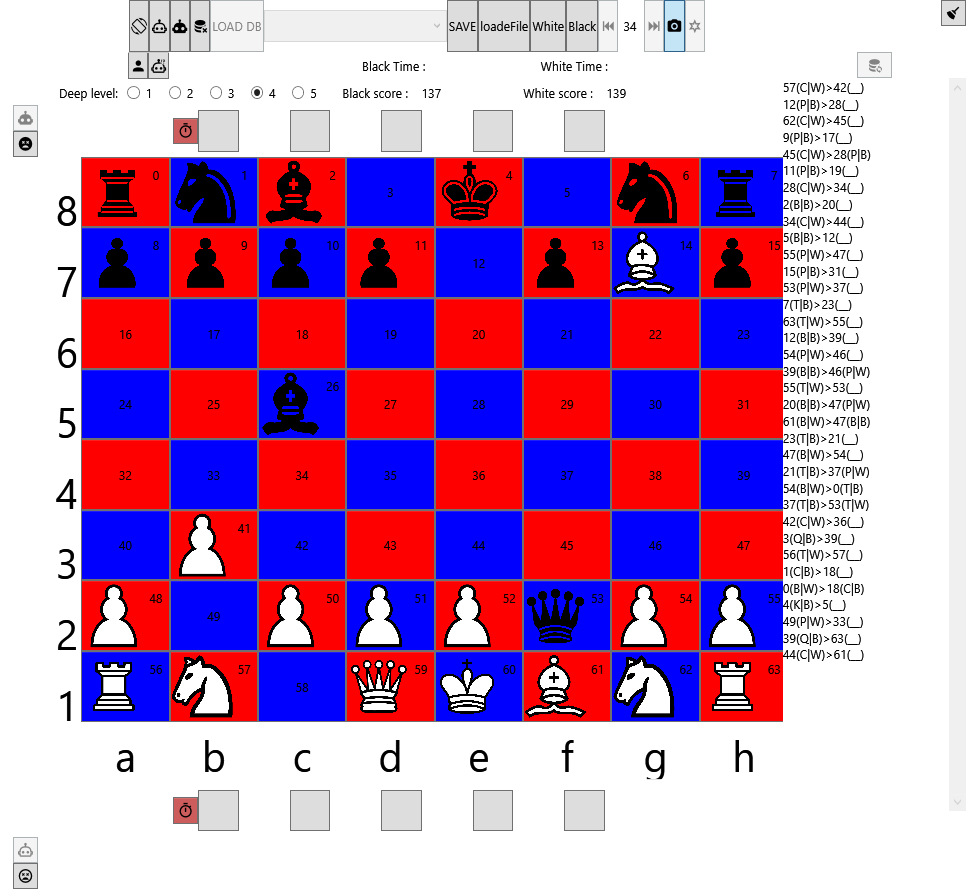 LOAD DB SAVE loadeFile White Black 34
Black Time : White Time :
Deep level: 1 2 3 4 5 Black score : 137 White score : 139
57(C|W)>42(__)
12(P|B)>28(__)
62(C|W)>45(__)
9(P|B)>17(__)
45(C|W)>28(P|B)
11(P|B)>19(__)
28(C|W)>34(__)
2(B|B)>20(__)
34(C|W)>44(__)
5(B|B)>12(__)
55(P|W)>47(__)
15(P|B)>31(__)
53(P|W)>37(__)
7(T|B)>23(__)
63(T|W)>55(__)
12(B|B)>39(__)
54(P|W)>46(__)
39(B|B)>46(P|W)
55(T|W)>53(__)
20(B|B)>47(P|W)
61(B|W)>47(B|B)
23(T|B)>21(__)
47(B|W)>54(__)
21(T|B)>37(P|W)
54(B|W)>0(T|B)
37(T|B)>53(T|W)
42(C|W)>36(__)
3(Q|B)>39(__)
56(T|W)>57(__)
1(C|B)>18(__)
0(B|W)>18(C|B)
4(K|B)>5(__)
49(P|W)>33(__)
39(Q|B)>63(__)
44(C|W)>61(__)
8 0 1 2 3 4 5 6 7
7 8 9 10 11 12 13 14 15
6 16 17 18 19 20 21 22 23
5 24 25 26 27 28 29 30 31
4 32 33 34 35 36 37 38 39
3 40 41 42 43 44 45 46 47
2 48 49 50 51 52 53 54 55
1 56 57 58 59 60 61 62 63
a b c d e f g h